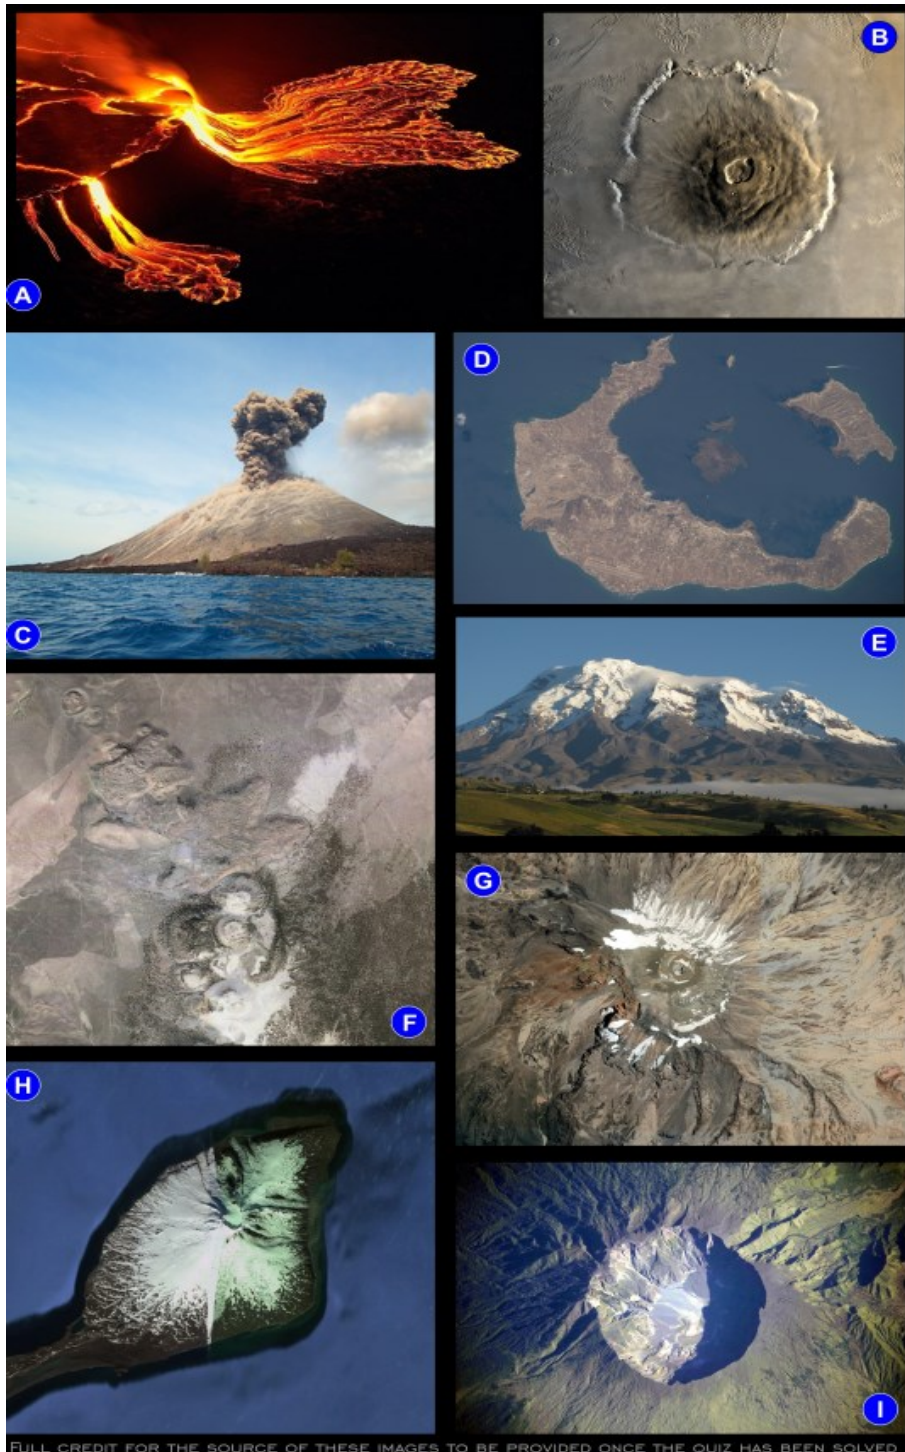 B
A
D
C
E
G
F
H
I
FULL CREDIT FOR THE SOURCE OF THESE IMAGES TO BE PROVIDED ONCE THE QUIZ HAS BEEN SOLVED